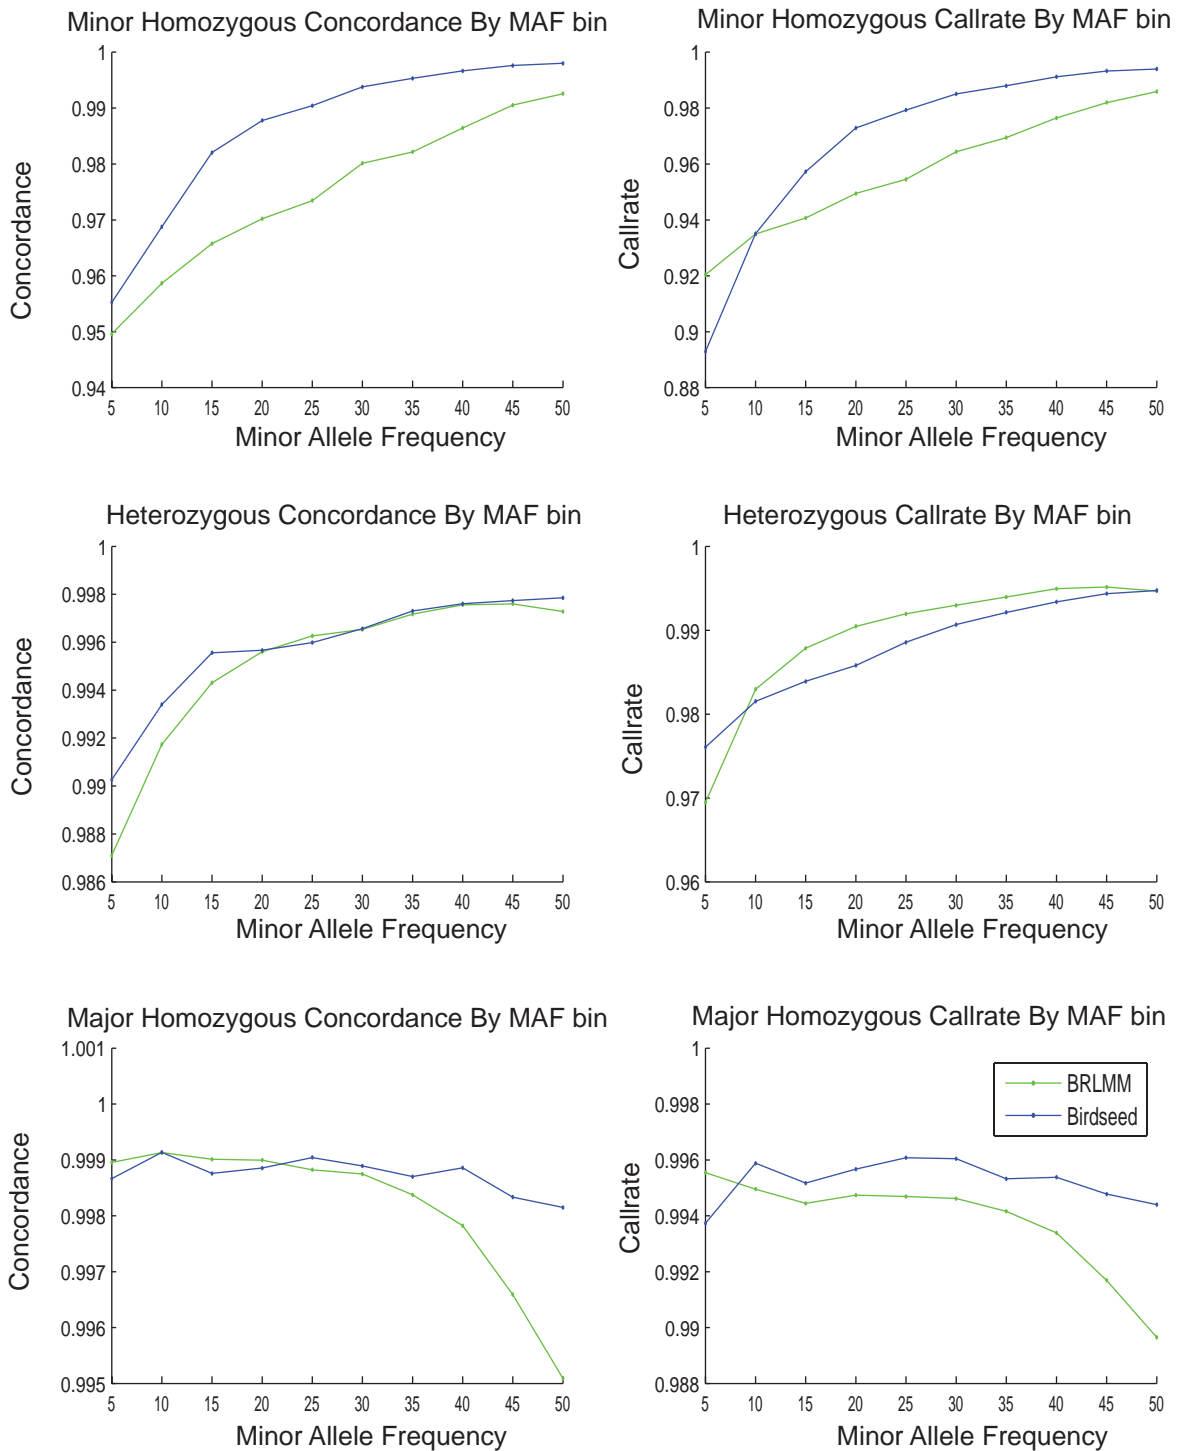 Minor Homozygous Concordance By MAF bin
1
0.99
0.98
0.97
0.96
0.95
0.94
Concordance
5 10 15 20 25 30 35 40 45 50
Minor Allele Frequency
Minor Homozygous Callrate By MAF bin
1
0.98
0.96
0.94
0.92
0.9
0.88
Callrate
5 10 15 20 25 30 35 40 45 50
Minor Allele Frequency
Heterozygous Concordance By MAF bin
1
0.998
0.996
0.994
0.992
0.99
0.988
0.986
Concordance
5 10 15 20 25 30 35 40 45 50
Minor Allele Frequency
Heterozygous Callrate By MAF bin
1
0.99
0.98
0.97
0.96
Callrate
5 10 15 20 25 30 35 40 45 50
Minor Allele Frequency
Major Homozygous Concordance By MAF bin
1.001
1
0.999
0.998
0.997
0.996
0.995
Concordance
5 10 15 20 25 30 35 40 45 50
Minor Allele Frequency
Major Homozygous Callrate By MAF bin
1
0.998
0.996
0.994
0.992
0.99
0.988
Callrate
BRLMM
Birdseed
5 10 15 20 25 30 35 40 45 50
Minor Allele Frequency